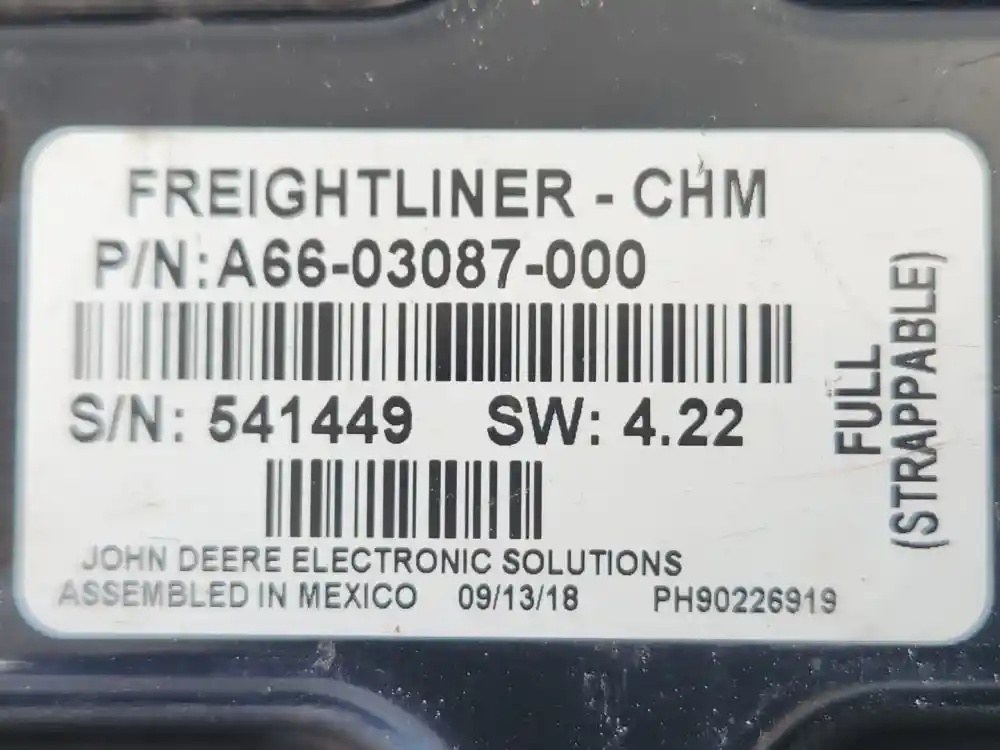 FREIGHTLINER - CHM
P/N: A66-03087-000
S/N: 541449 SW: 4.22
JOHN DEERE ELECTRONIC SOLUTIONS
ASSEMBLED IN MEXICO 09/13/18 PH90226919
FULL
(STRAPPABLE)